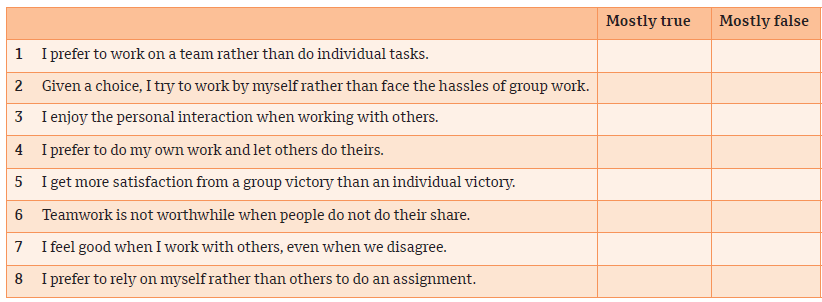 Mostly true Mostly false
1 I prefer to work on a team rather than do individual tasks.
2 Given a choice, I try to work by myself rather than face the hassles of group work.
3 I enjoy the personal interaction when working with others.
4 I prefer to do my own work and let others do theirs.
5 I get more satisfaction from a group victory than an individual victory.
6 Teamwork is not worthwhile when people do not do their share.
7 I feel good when I work with others, even when we disagree.
8 I prefer to rely on myself rather than others to do an assignment.